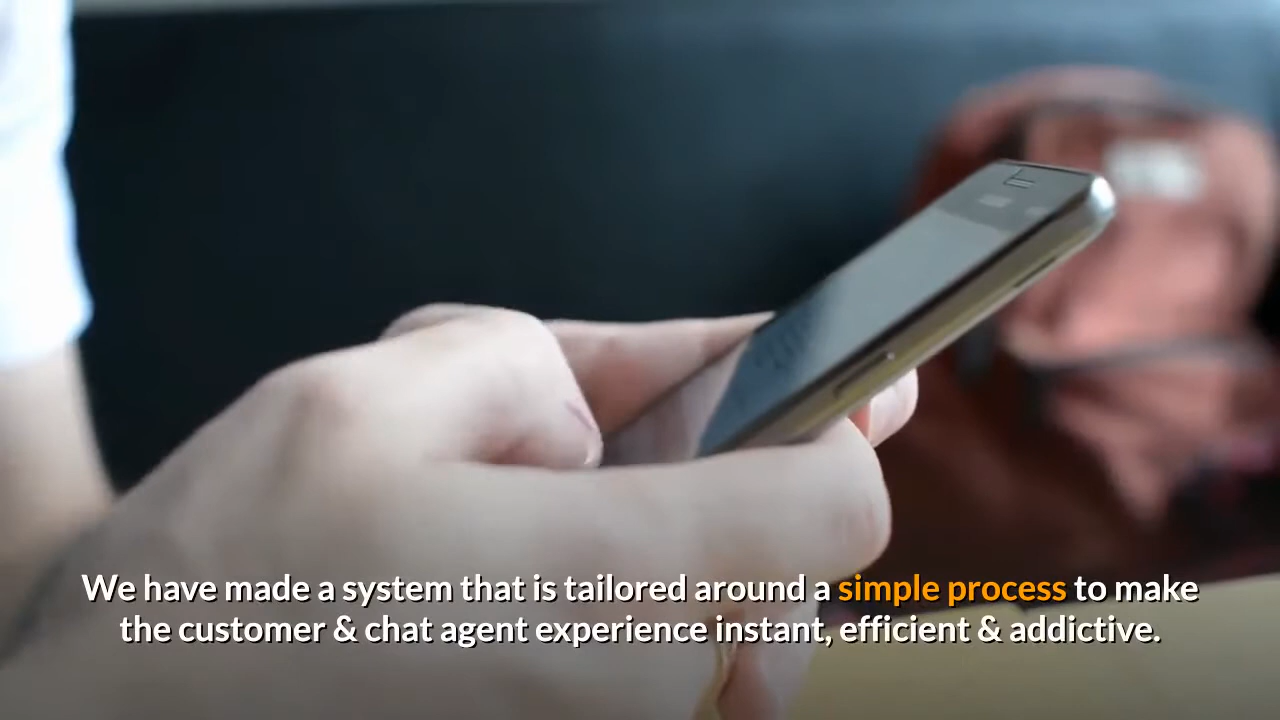 We have made a system that is tailored around a simple process to make
the customer & chat agent experience instant, efficient & addictive.